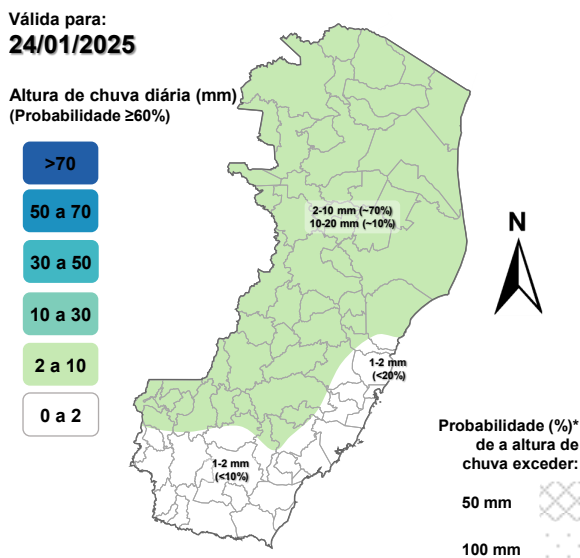 Válida para:
24/01/2025
Altura de chuva diária (mm)
(Probabilidade ≥60%)
>70
50 a 70
30 a 50
10 a 30
2 a 10
0 a 2
2-10 mm (~70%)
10-20 mm (~10%)
N
1-2 mm
(<20%)
1-2 mm
(<10%)
Probabilidade (%)*
de a altura de
chuva exceder:
50 mm
100 mm